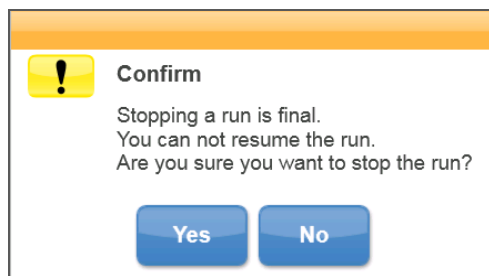 !
Confirm
Stopping a run is final.
You can not resume the run.
Are you sure you want to stop the run?
Yes No